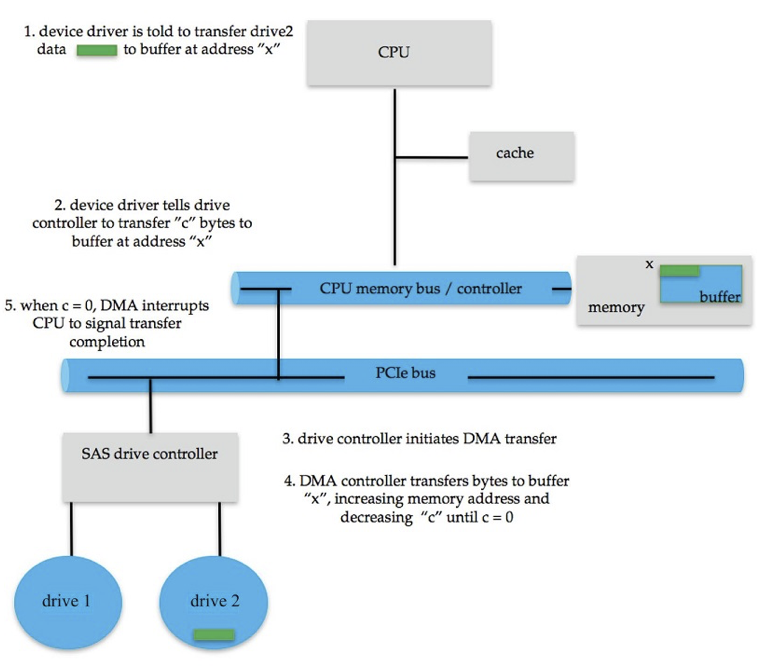 1. device driver is told to transfer drive2
data to buffer at address "x"
CPU
cache
2. device driver tells drive
controller to transfer "c" bytes to
buffer at address "x"
x
buffer
memory
CPU memory bus / controller
5. when c = 0, DMA interrupts
CPU to signal transfer
completion
PCIe bus
3. drive controller initiates DMA transfer
SAS drive controller
4. DMA controller transfers bytes to buffer
"x", increasing memory address and
decreasing "c" until c = 0
drive 1
drive 2